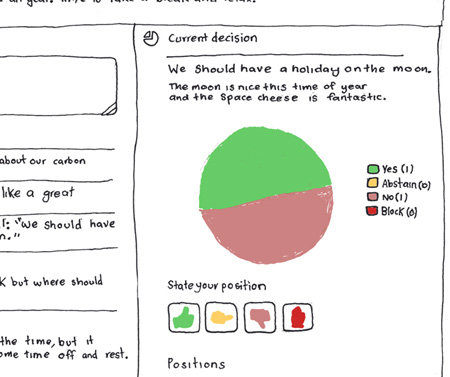 time to take a break and relax.
Current decision
We should have a holiday on the moon.
The moon is nice this time of year
and the space cheese is fantastic.
about our carbon
like a great
"we should have
n."
but where should
the time, but it
ome time off and rest.
Yes (1)
Abstain (0)
No (1)
Block (0)
State your position
Positions